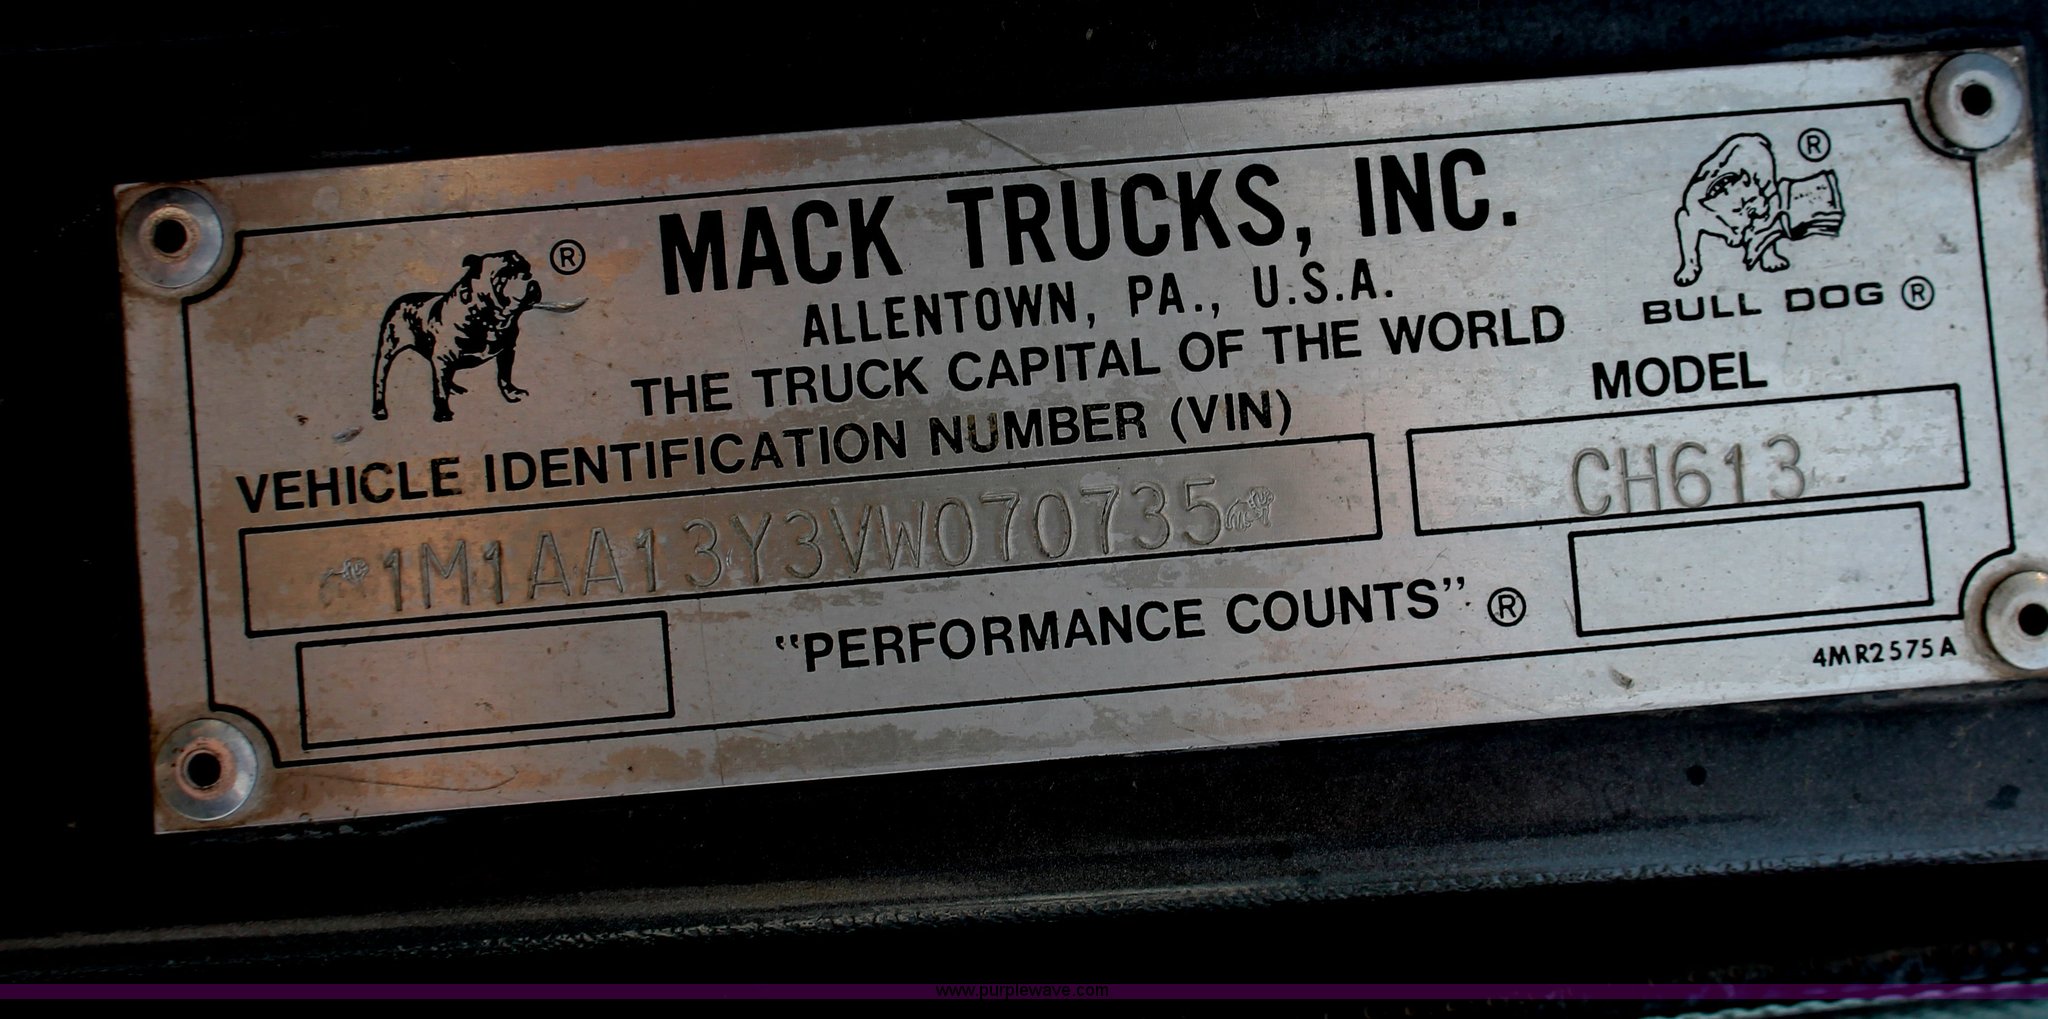 MACK TRUCKS, INC.
ALLENTOWN, PA., U.S.A.
THE TRUCK CAPITAL OF THE WORLD
®
®
BULL DOG ®
VEHICLE IDENTIFICATION NUMBER (VIN)
MODEL
1M1AA13Y3VW070735
CH613
"PERFORMANCE COUNTS" ®
4MR2575A
www.purplewave.com